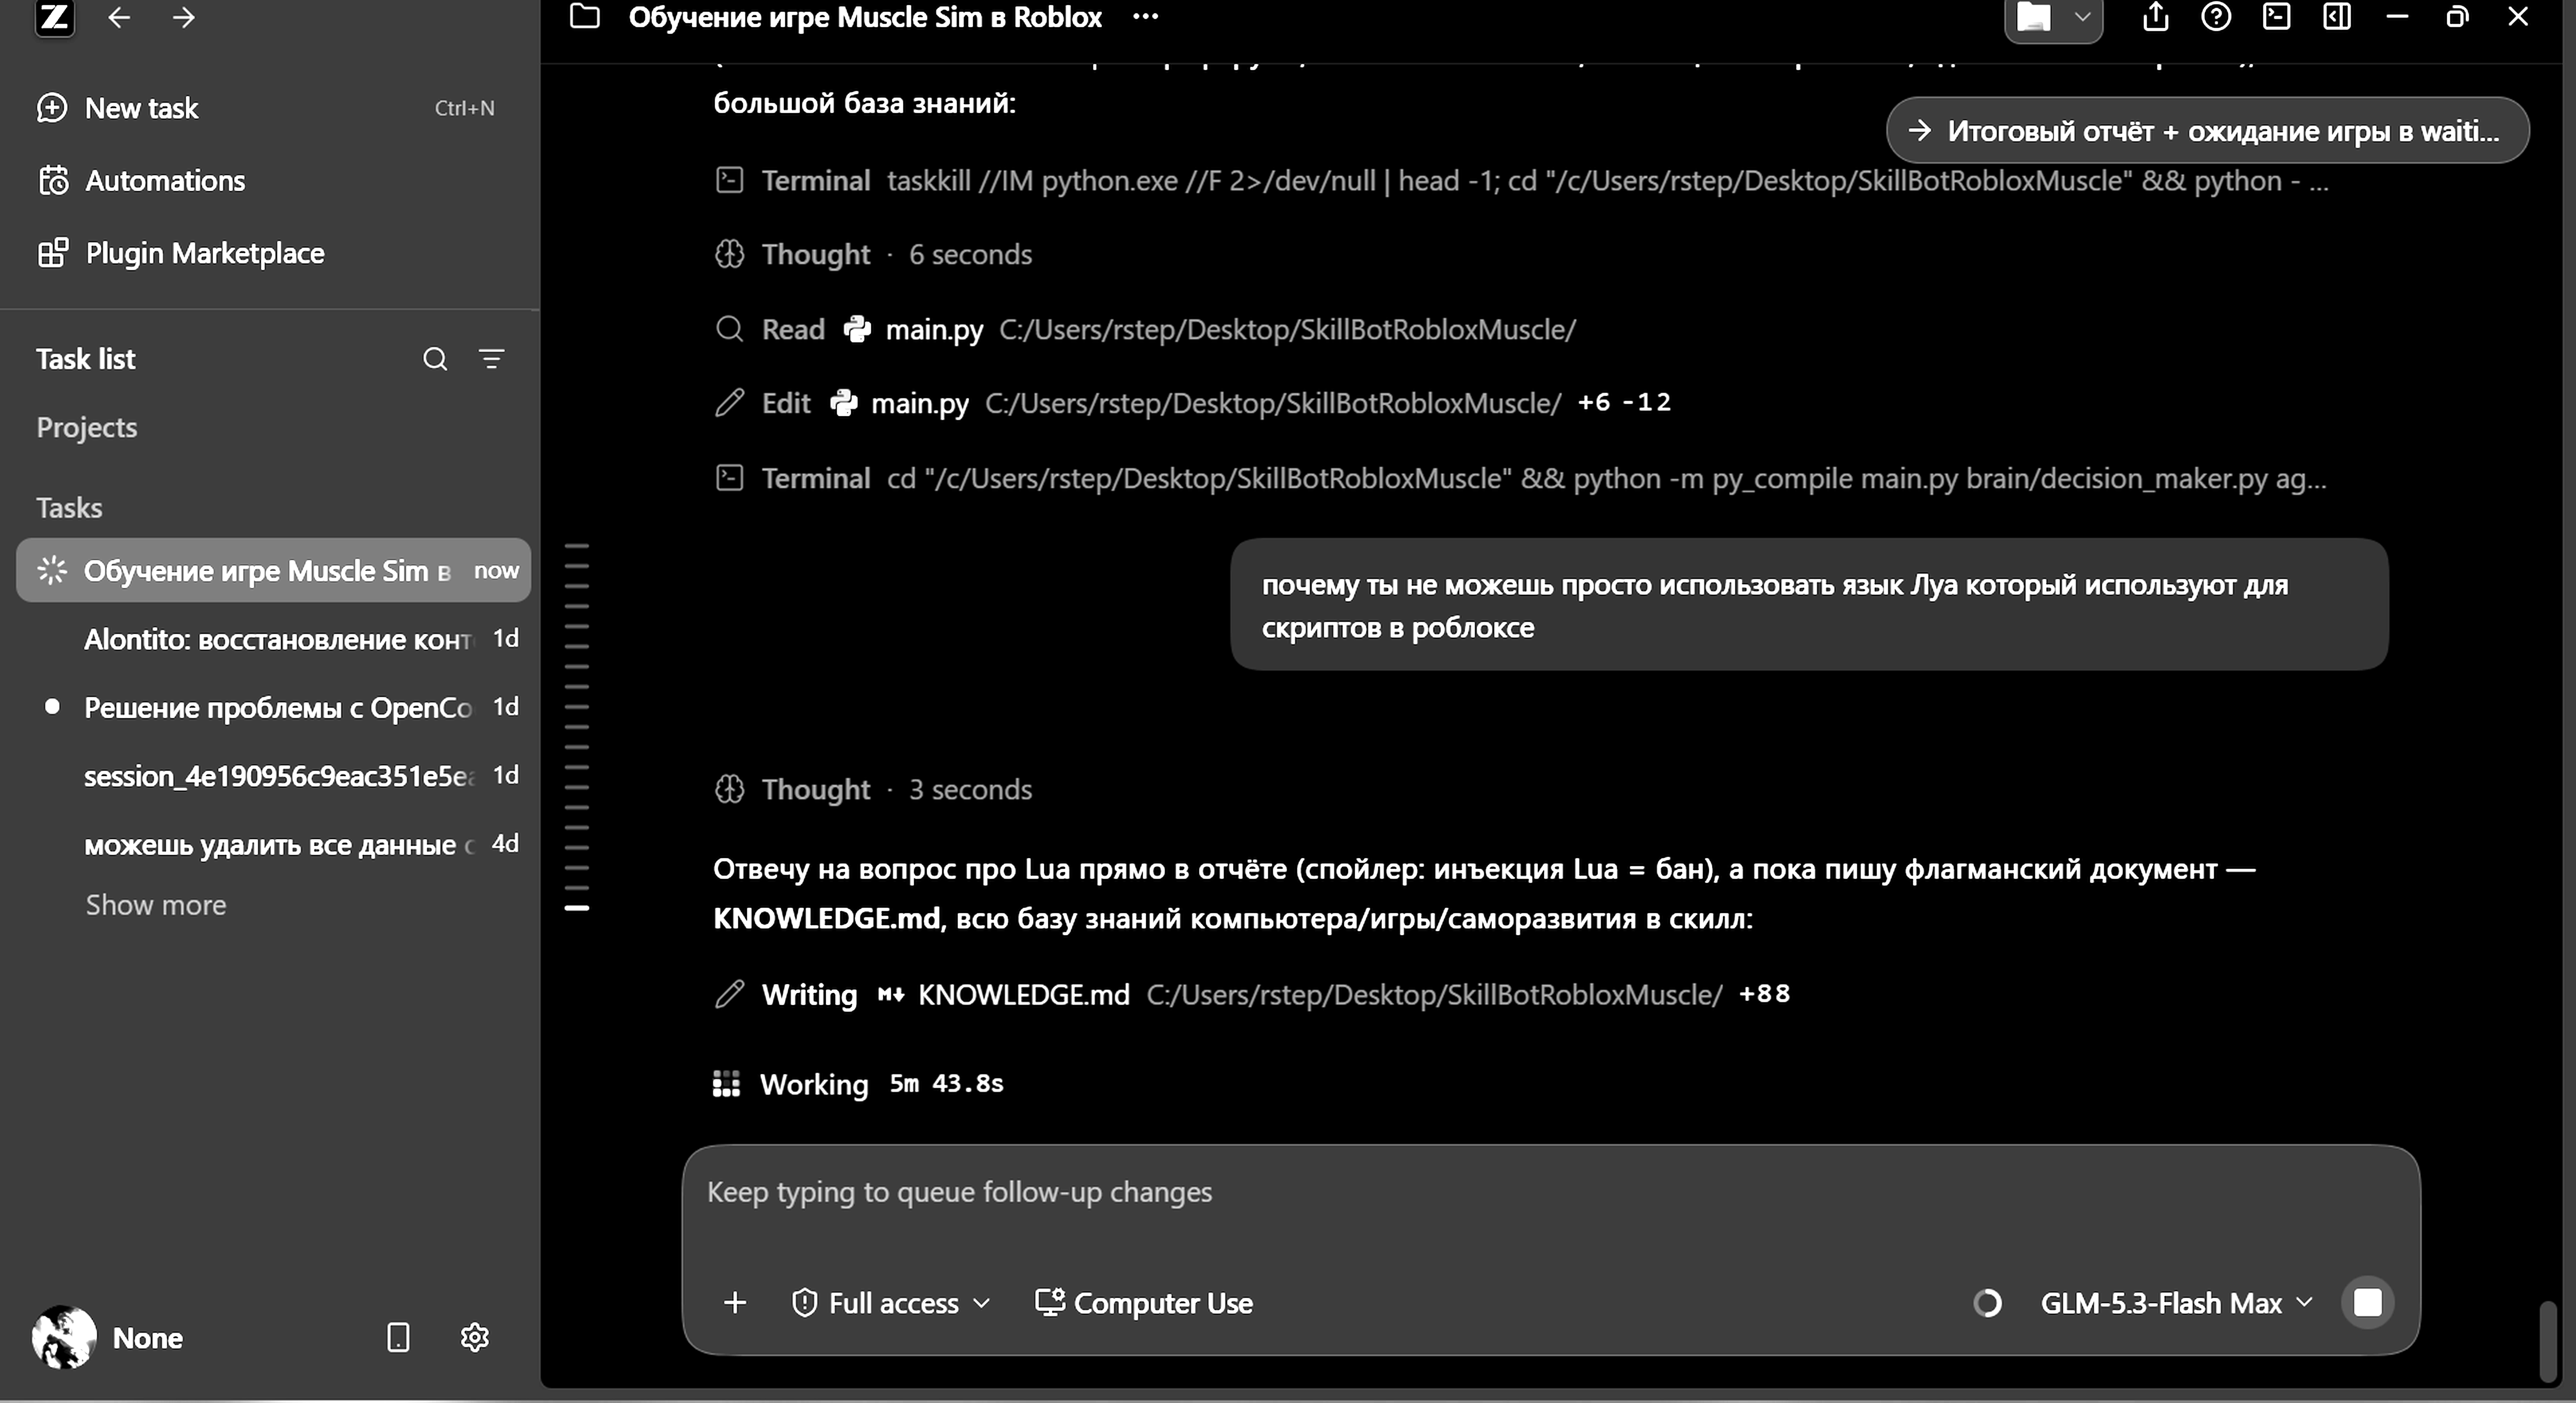 Z
Обучение игре Muscle Sim в Roblox
New task Ctrl+N
Automations
Plugin Marketplace
Task list
Projects
Tasks
Обучение игре Muscle Sim в now
Alontito: восстановление конт 1d
Решение проблемы с OpenCo 1d
session_4e190956c9eac351e5ea 1d
можешь удалить все данные с 4d
Show more
None
большой база знаний:
Итоговый отчёт + ожидание игры в waiti...
Terminal taskkill //IM python.exe //F 2>/dev/null | head -1; cd "/c/Users/rstep/Desktop/SkillBotRobloxMuscle" && python - ...
Thought · 6 seconds
Read main.py C:/Users/rstep/Desktop/SkillBotRobloxMuscle/
Edit main.py C:/Users/rstep/Desktop/SkillBotRobloxMuscle/ +6 -12
Terminal cd "/c/Users/rstep/Desktop/SkillBotRobloxMuscle" && python -m py_compile main.py brain/decision_maker.py ag...
почему ты не можешь просто использовать язык Луа который используют для
скриптов в роблоксе
Thought · 3 seconds
Отвечу на вопрос про Lua прямо в отчёте (спойлер: инъекция Lua = бан), а пока пишу флагманский документ —
KNOWLEDGE.md, всю базу знаний компьютера/игры/саморазвития в скилл:
Writing KNOWLEDGE.md C:/Users/rstep/Desktop/SkillBotRobloxMuscle/ +88
Working 5m 43.8s
Keep typing to queue follow-up changes
Full access Computer Use GLM-5.3-Flash Max